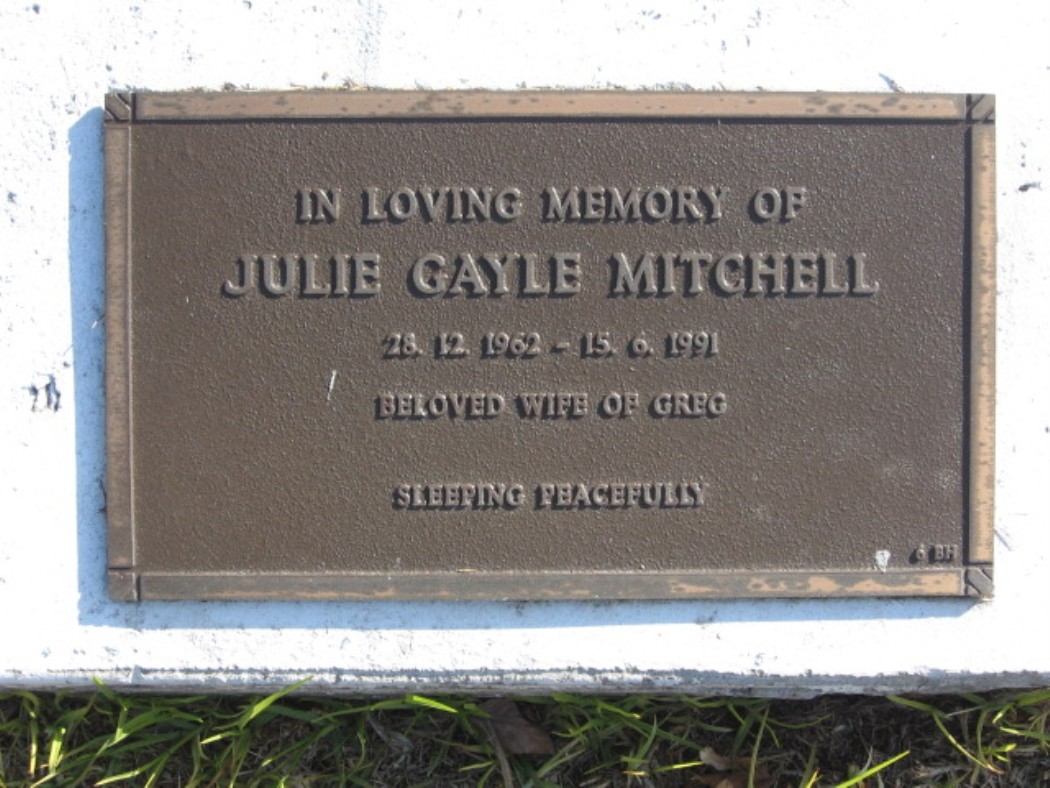 IN LOVING MEMORY OF
JULIE GAYLE MITCHELL
28. 12. 1962 - 15. 6. 1991
BELOVED WIFE OF GREG
SLEEPING PEACEFULLY
6 BH